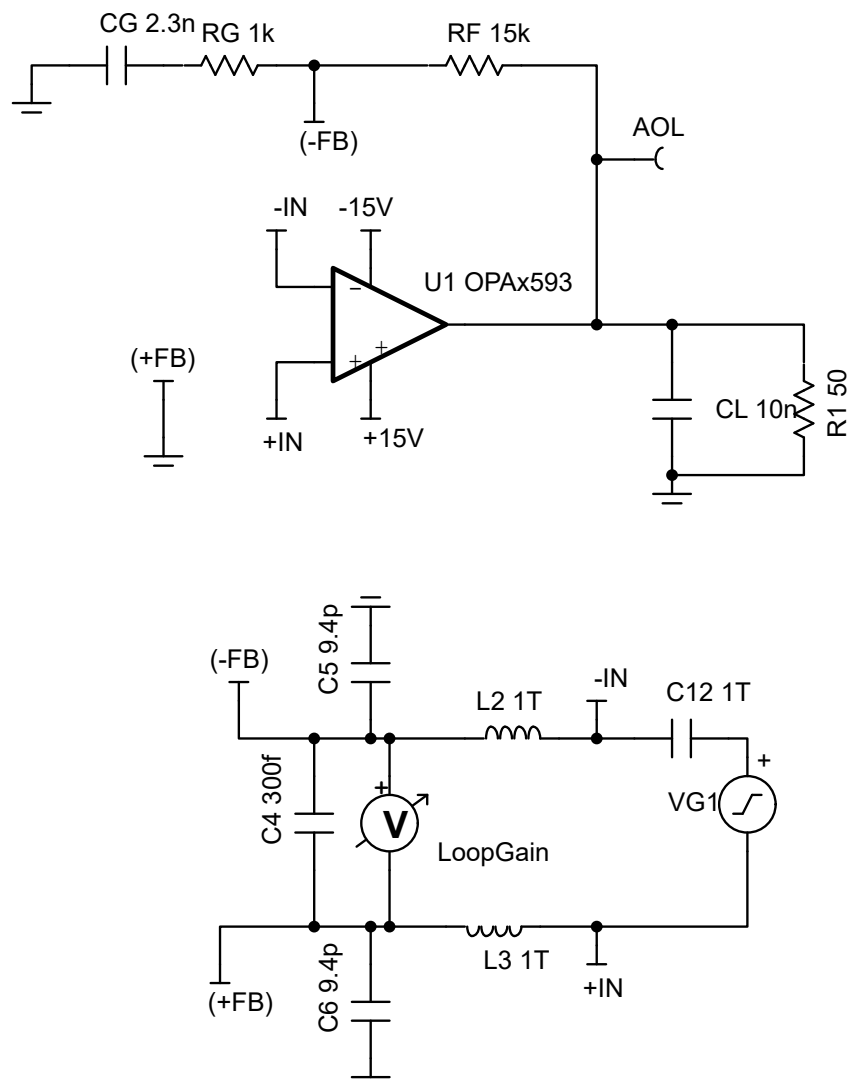 CG 2.3n
RG 1k
RF 15k
(-FB)
AOL
-IN
-15V
U1 OPAx593
(+FB)
+IN
+15V
CL 10n
R1 50
C5 9.4p
(-FB)
L2 1T
-IN
C12 1T
C4 300f
V
VG1
LoopGain
L3 1T
(+FB)
C6 9.4p
+IN